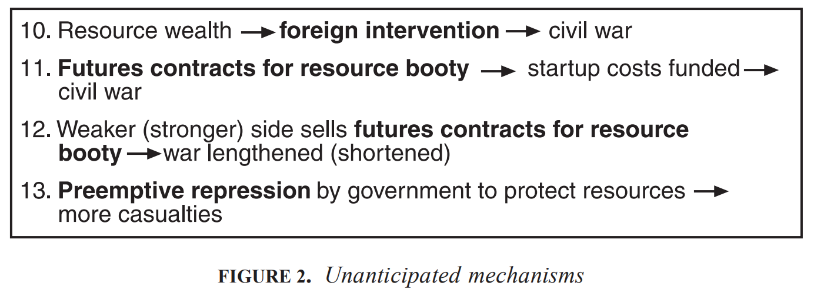 10. Resource wealth → foreign intervention → civil war
11. Futures contracts for resource booty → startup costs funded →
civil war
12. Weaker (stronger) side sells futures contracts for resource
booty → war lengthened (shortened)
13. Preemptive repression by government to protect resources →
more casualties
FIGURE 2. Unanticipated mechanisms